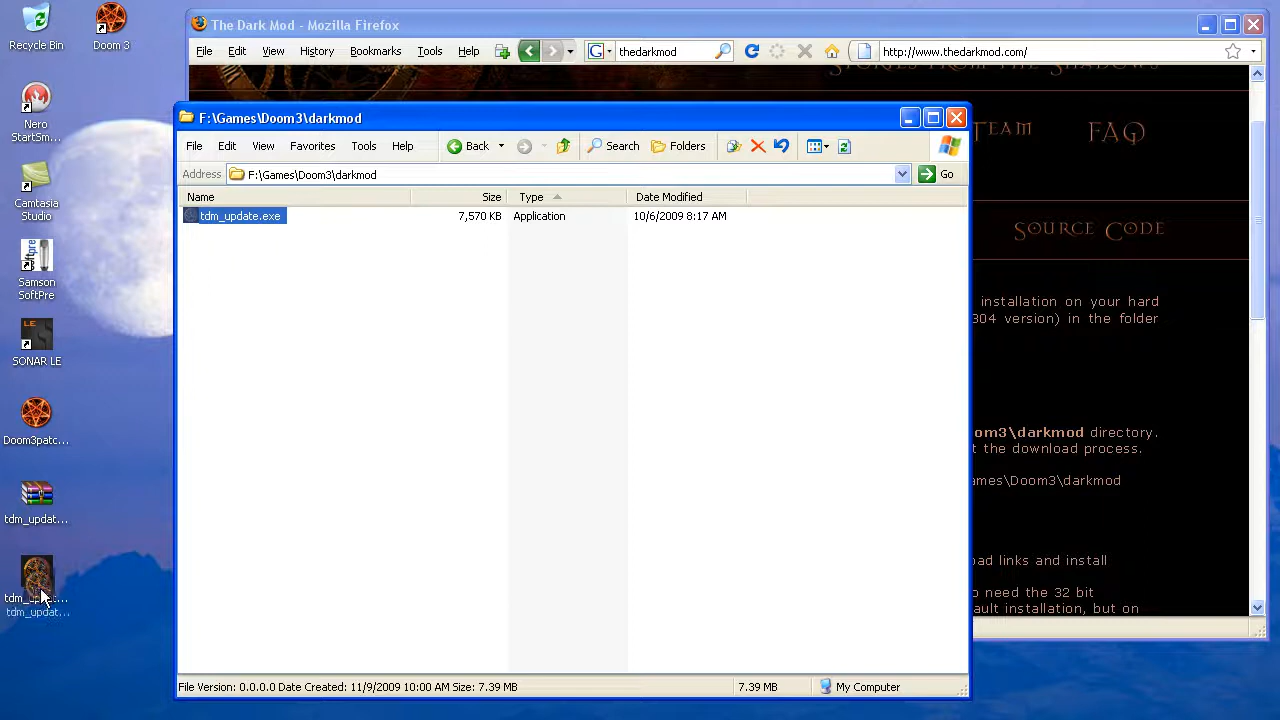 Recycle Bin
Doom 3
Nero
StartSm...
Camtasia
Studio
Samson
SoftPre
SONAR LE
Doom3patc...
tdm_updat...
tdm_updat...
The Dark Mod - Mozilla Firefox
File Edit View History Bookmarks Tools Help
thedarkmod
http://www.thedarkmod.com/
Stories from the Shadows
Team FAQ
Source Code
installation on your hard
304 version) in the folder
om3\darkmod directory.
t the download process.
ames\Doom3\darkmod
oad links and install
o need the 32 bit
ault installation, but on
F:\Games\Doom3\darkmod
File Edit View Favorites Tools Help
Back Search Folders
Address F:\Games\Doom3\darkmod Go
Name Size Type Date Modified
tdm_update.exe 7,570 KB Application 10/6/2009 8:17 AM
File Version: 0.0.0.0 Date Created: 11/9/2009 10:00 AM Size: 7.39 MB 7.39 MB My Computer